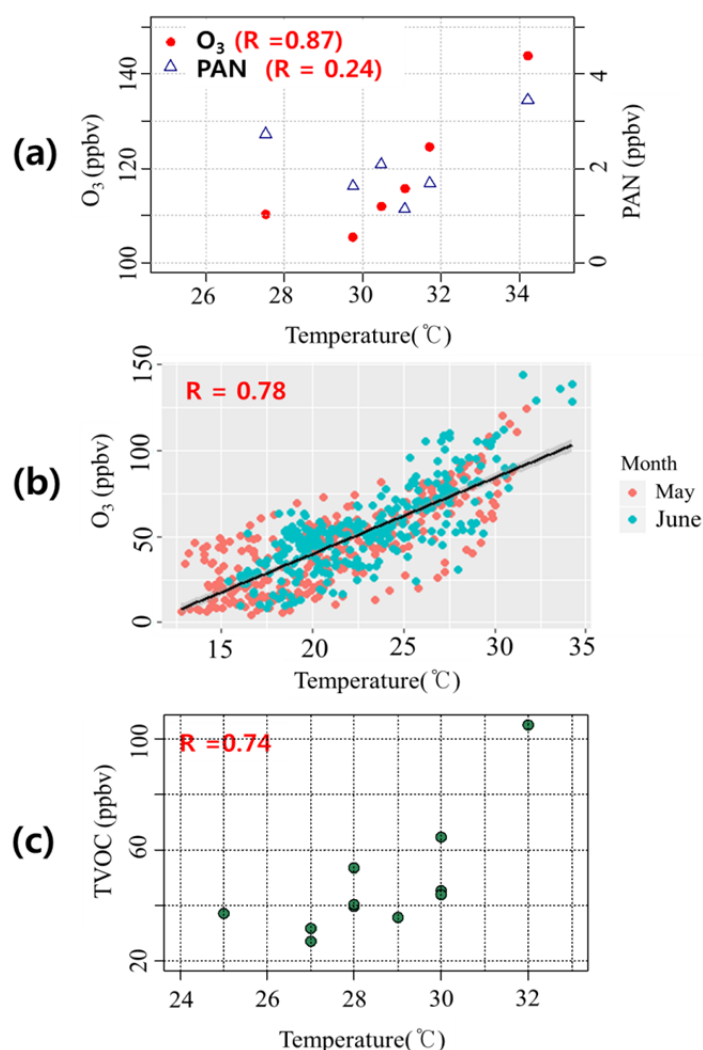 (a)
O₃ (R =0.87)
PAN (R = 0.24)
O₃ (ppbv)
100 120 140
PAN (ppbv)
0 2 4
26 28 30 32 34
Temperature(℃)
(b)
R = 0.78
O₃ (ppbv)
150
100
50
0
15 20 25 30 35
Temperature(℃)
Month
May
June
(c)
R =0.74
TVOC (ppbv)
20 60 100
24 26 28 30 32
Temperature(℃)